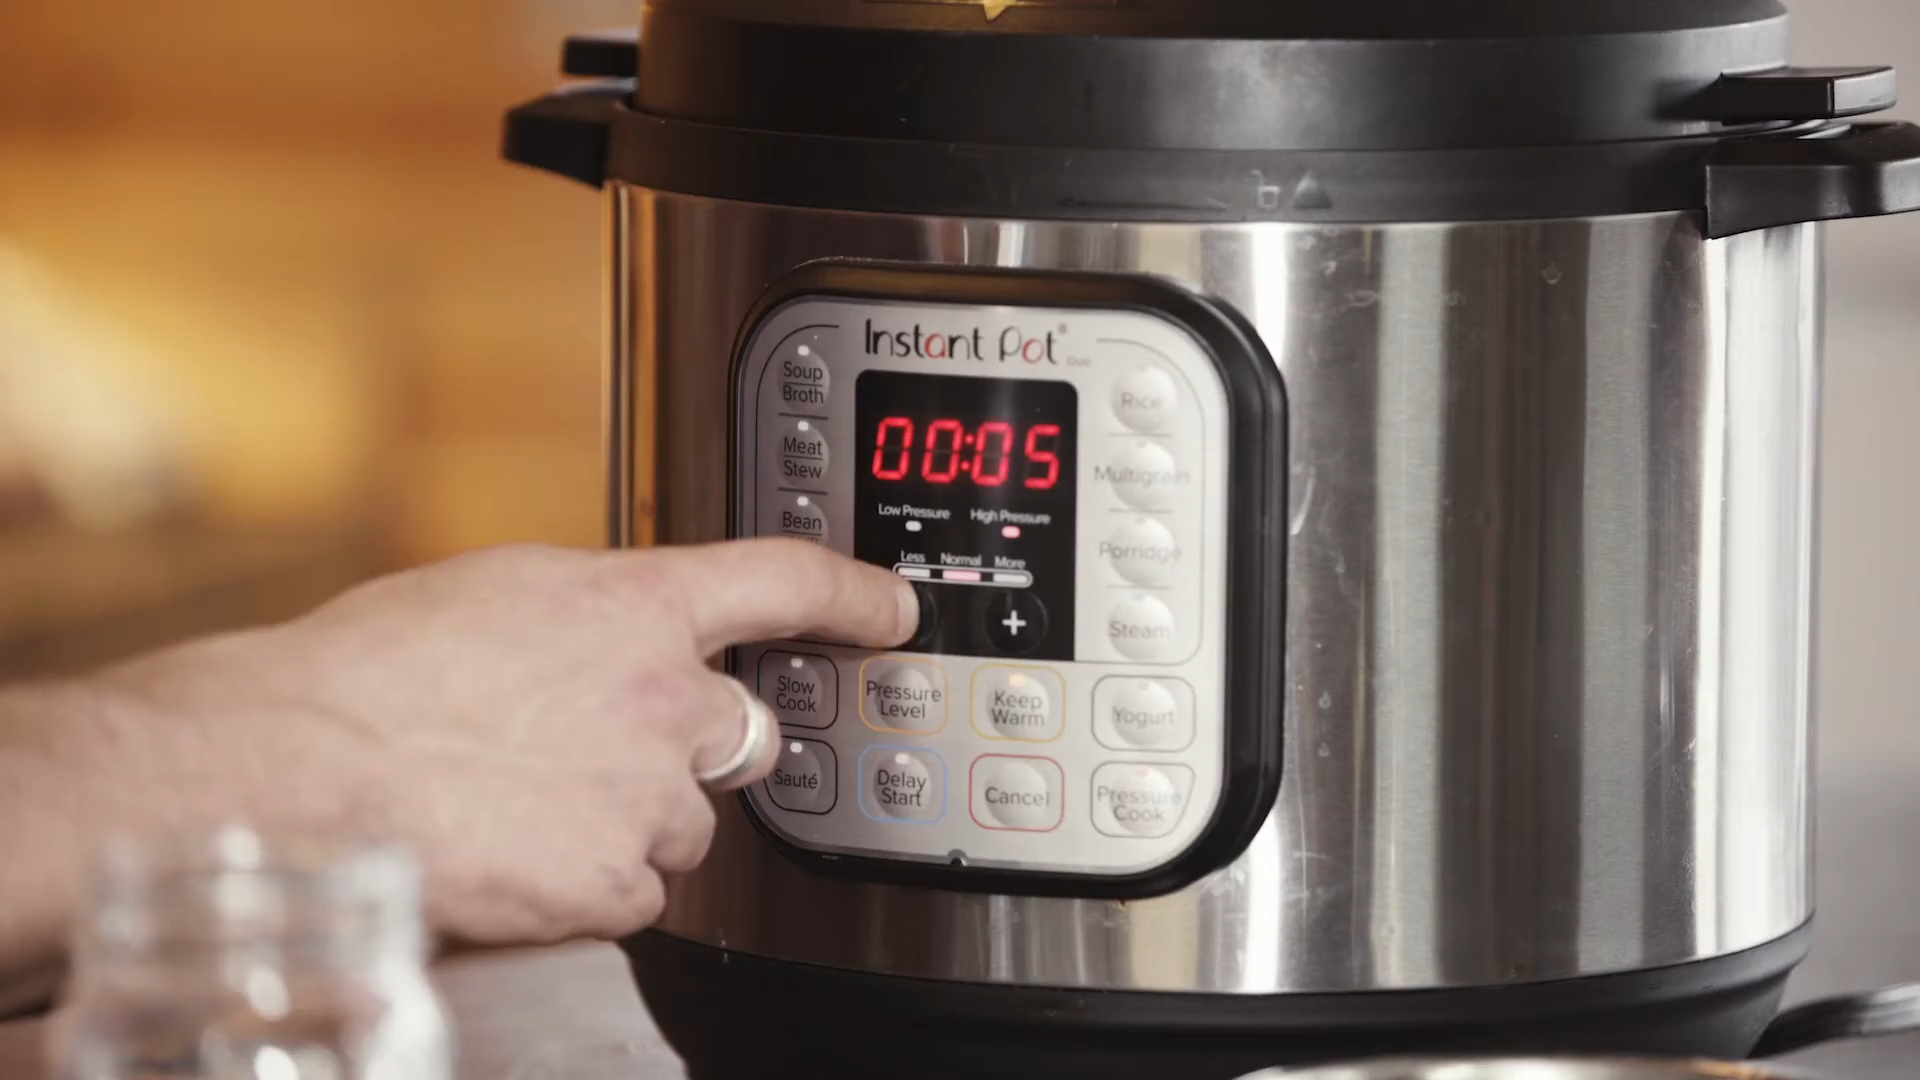 Instant Pot®
Duo
Soup
Broth
Meat
Stew
Bean
00:05
Low Pressure
High Pressure
Less
Normal
More
+
Rice
Multigrain
Porridge
Steam
Slow
Cook
Pressure
Level
Keep
Warm
Yogurt
Sauté
Delay
Start
Cancel
Pressure
Cook